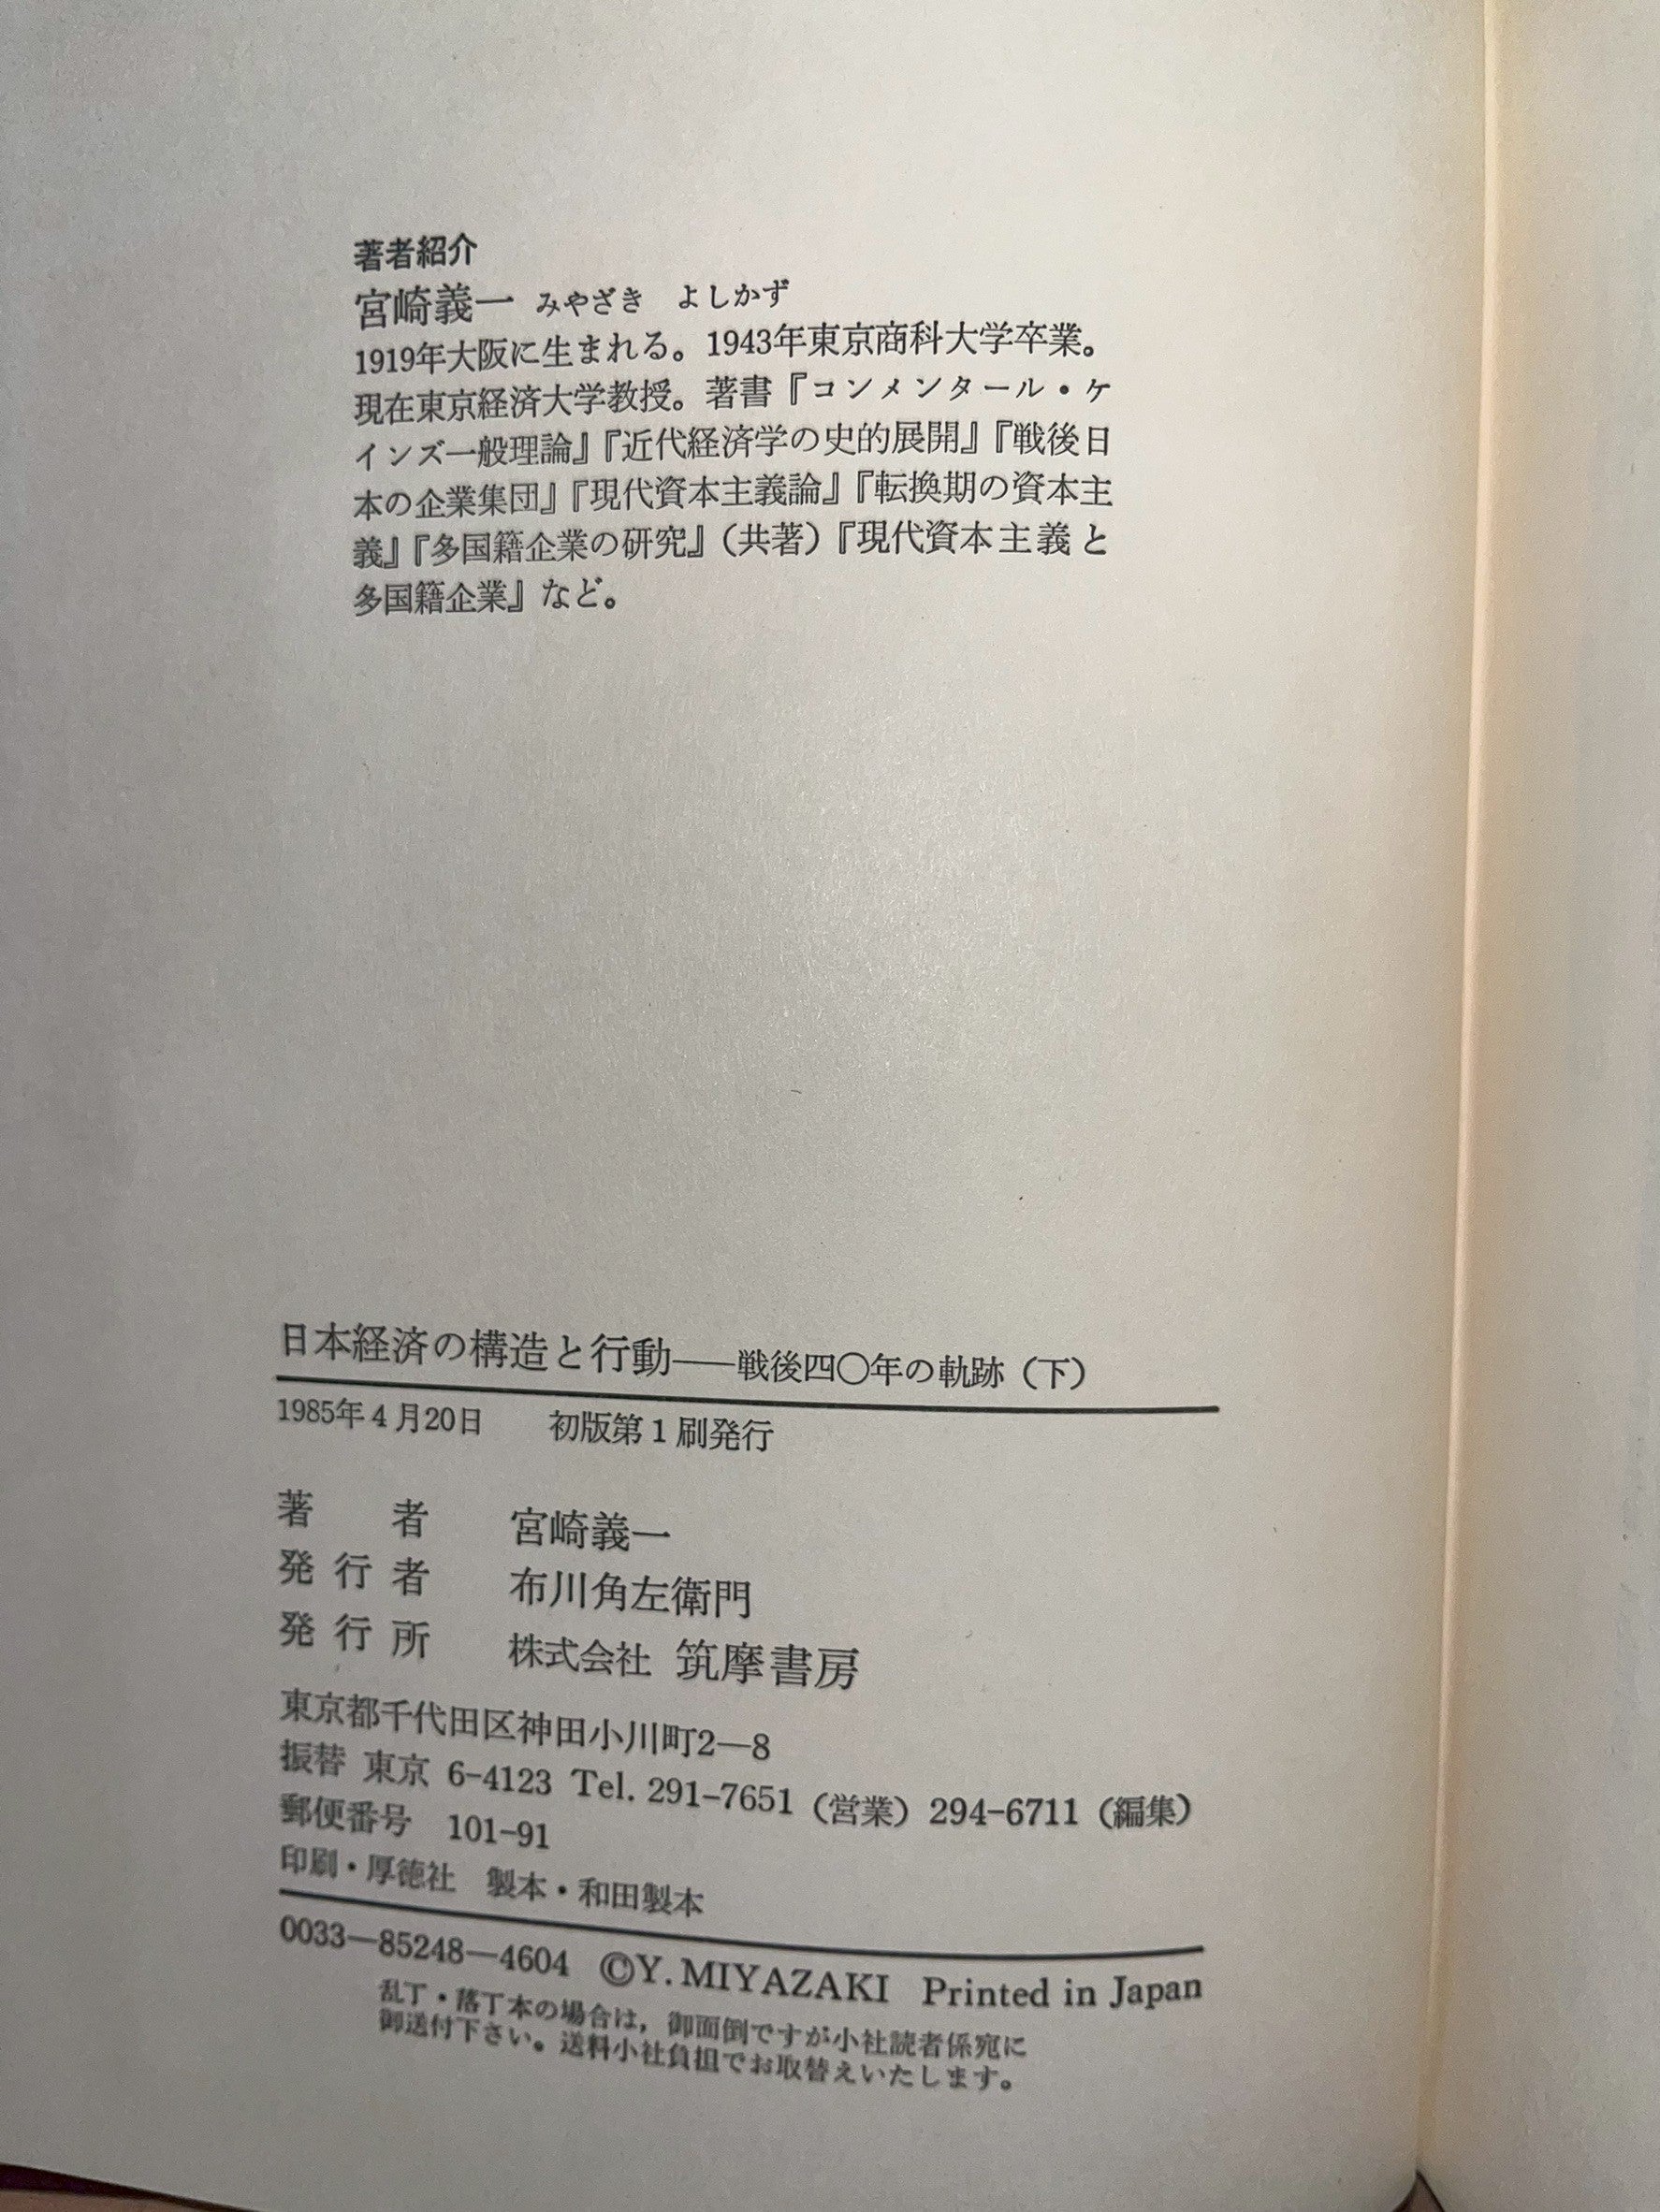 著者紹介
宮崎義一 みやざき よしかず
1919年大阪に生まれる。1943年東京商科大学卒業。
現在東京経済大学教授。著書『コンメンタール・ケ
インズ一般理論』『近代経済学の史的展開』『戦後日
本の企業集団』『現代資本主義論』『転換期の資本主
義』『多国籍企業の研究』（共著）『現代資本主義と
多国籍企業』など。
日本経済の構造と行動――戦後四〇年の軌跡（下）
1985年4月20日 初版第1刷発行
著者 宮崎義一
発行者 布川角左衛門
発行所 株式会社 筑摩書房
東京都千代田区神田小川町2―8
振替 東京 6-4123 Tel. 291-7651（営業）294-6711（編集）
郵便番号 101-91
印刷・厚徳社 製本・和田製本
0033―85248―4604 ©Y. MIYAZAKI Printed in Japan
乱丁・落丁本の場合は，御面倒ですが小社読者係宛に
御送付下さい。送料小社負担でお取替えいたします。